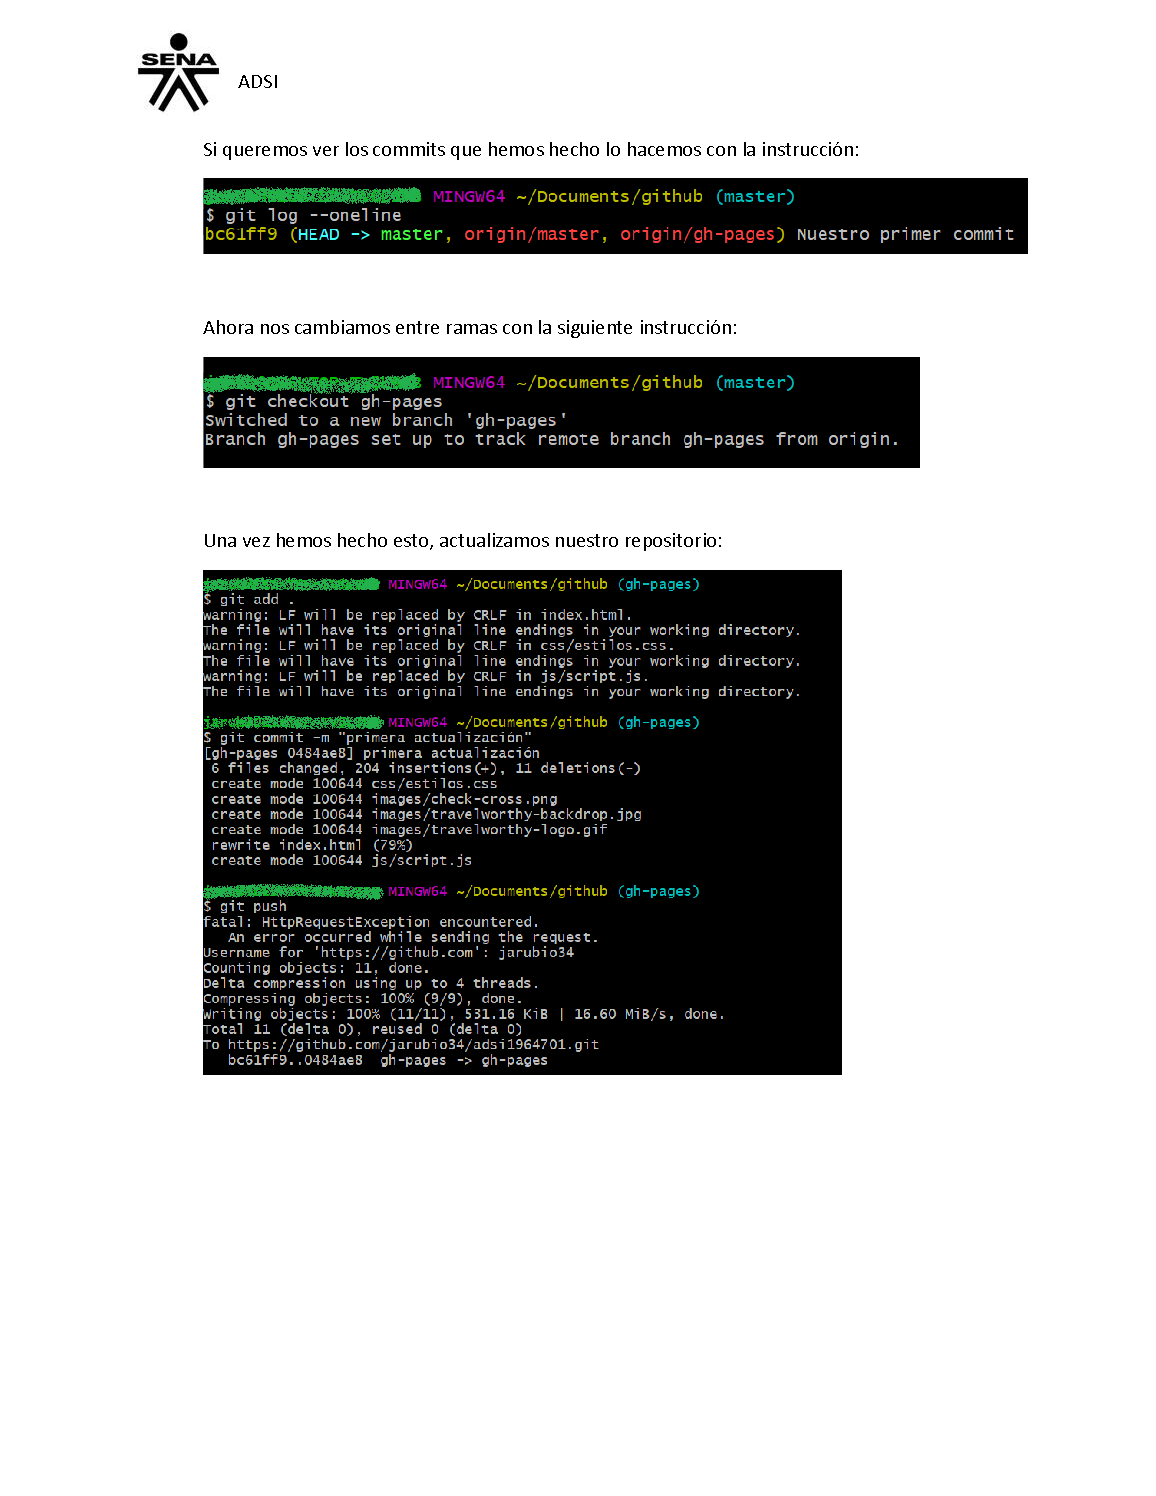 SENA
ADSI
Si queremos ver los commits que hemos hecho lo hacemos con la instrucción:
MINGW64 ~/Documents/github (master)
$ git log --oneline
bc61ff9 (HEAD -> master, origin/master, origin/gh-pages) Nuestro primer commit
Ahora nos cambiamos entre ramas con la siguiente instrucción:
MINGW64 ~/Documents/github (master)
$ git checkout gh-pages
Switched to a new branch 'gh-pages'
Branch gh-pages set up to track remote branch gh-pages from origin.
Una vez hemos hecho esto, actualizamos nuestro repositorio:
MINGW64 ~/Documents/github (gh-pages)
$ git add .
warning: LF will be replaced by CRLF in index.html.
The file will have its original line endings in your working directory.
warning: LF will be replaced by CRLF in css/estilos.css.
The file will have its original line endings in your working directory.
warning: LF will be replaced by CRLF in js/script.js.
The file will have its original line endings in your working directory.
MINGW64 ~/Documents/github (gh-pages)
$ git commit -m "primera actualización"
[gh-pages 0484ae8] primera actualización
6 files changed, 204 insertions(+), 11 deletions(-)
create mode 100644 css/estilos.css
create mode 100644 images/check-cross.png
create mode 100644 images/travelworthy-backdrop.jpg
create mode 100644 images/travelworthy-logo.gif
rewrite index.html (79%)
create mode 100644 js/script.js
MINGW64 ~/Documents/github (gh-pages)
$ git push
fatal: HttpRequestException encountered.
An error occurred while sending the request.
Username for 'https://github.com': jarubio34
Counting objects: 11, done.
Delta compression using up to 4 threads.
Compressing objects: 100% (9/9), done.
Writing objects: 100% (11/11), 531.16 KiB | 16.60 MiB/s, done.
Total 11 (delta 0), reused 0 (delta 0)
To https://github.com/jarubio34/adsi1964701.git
bc61ff9..0484ae8 gh-pages -> gh-pages